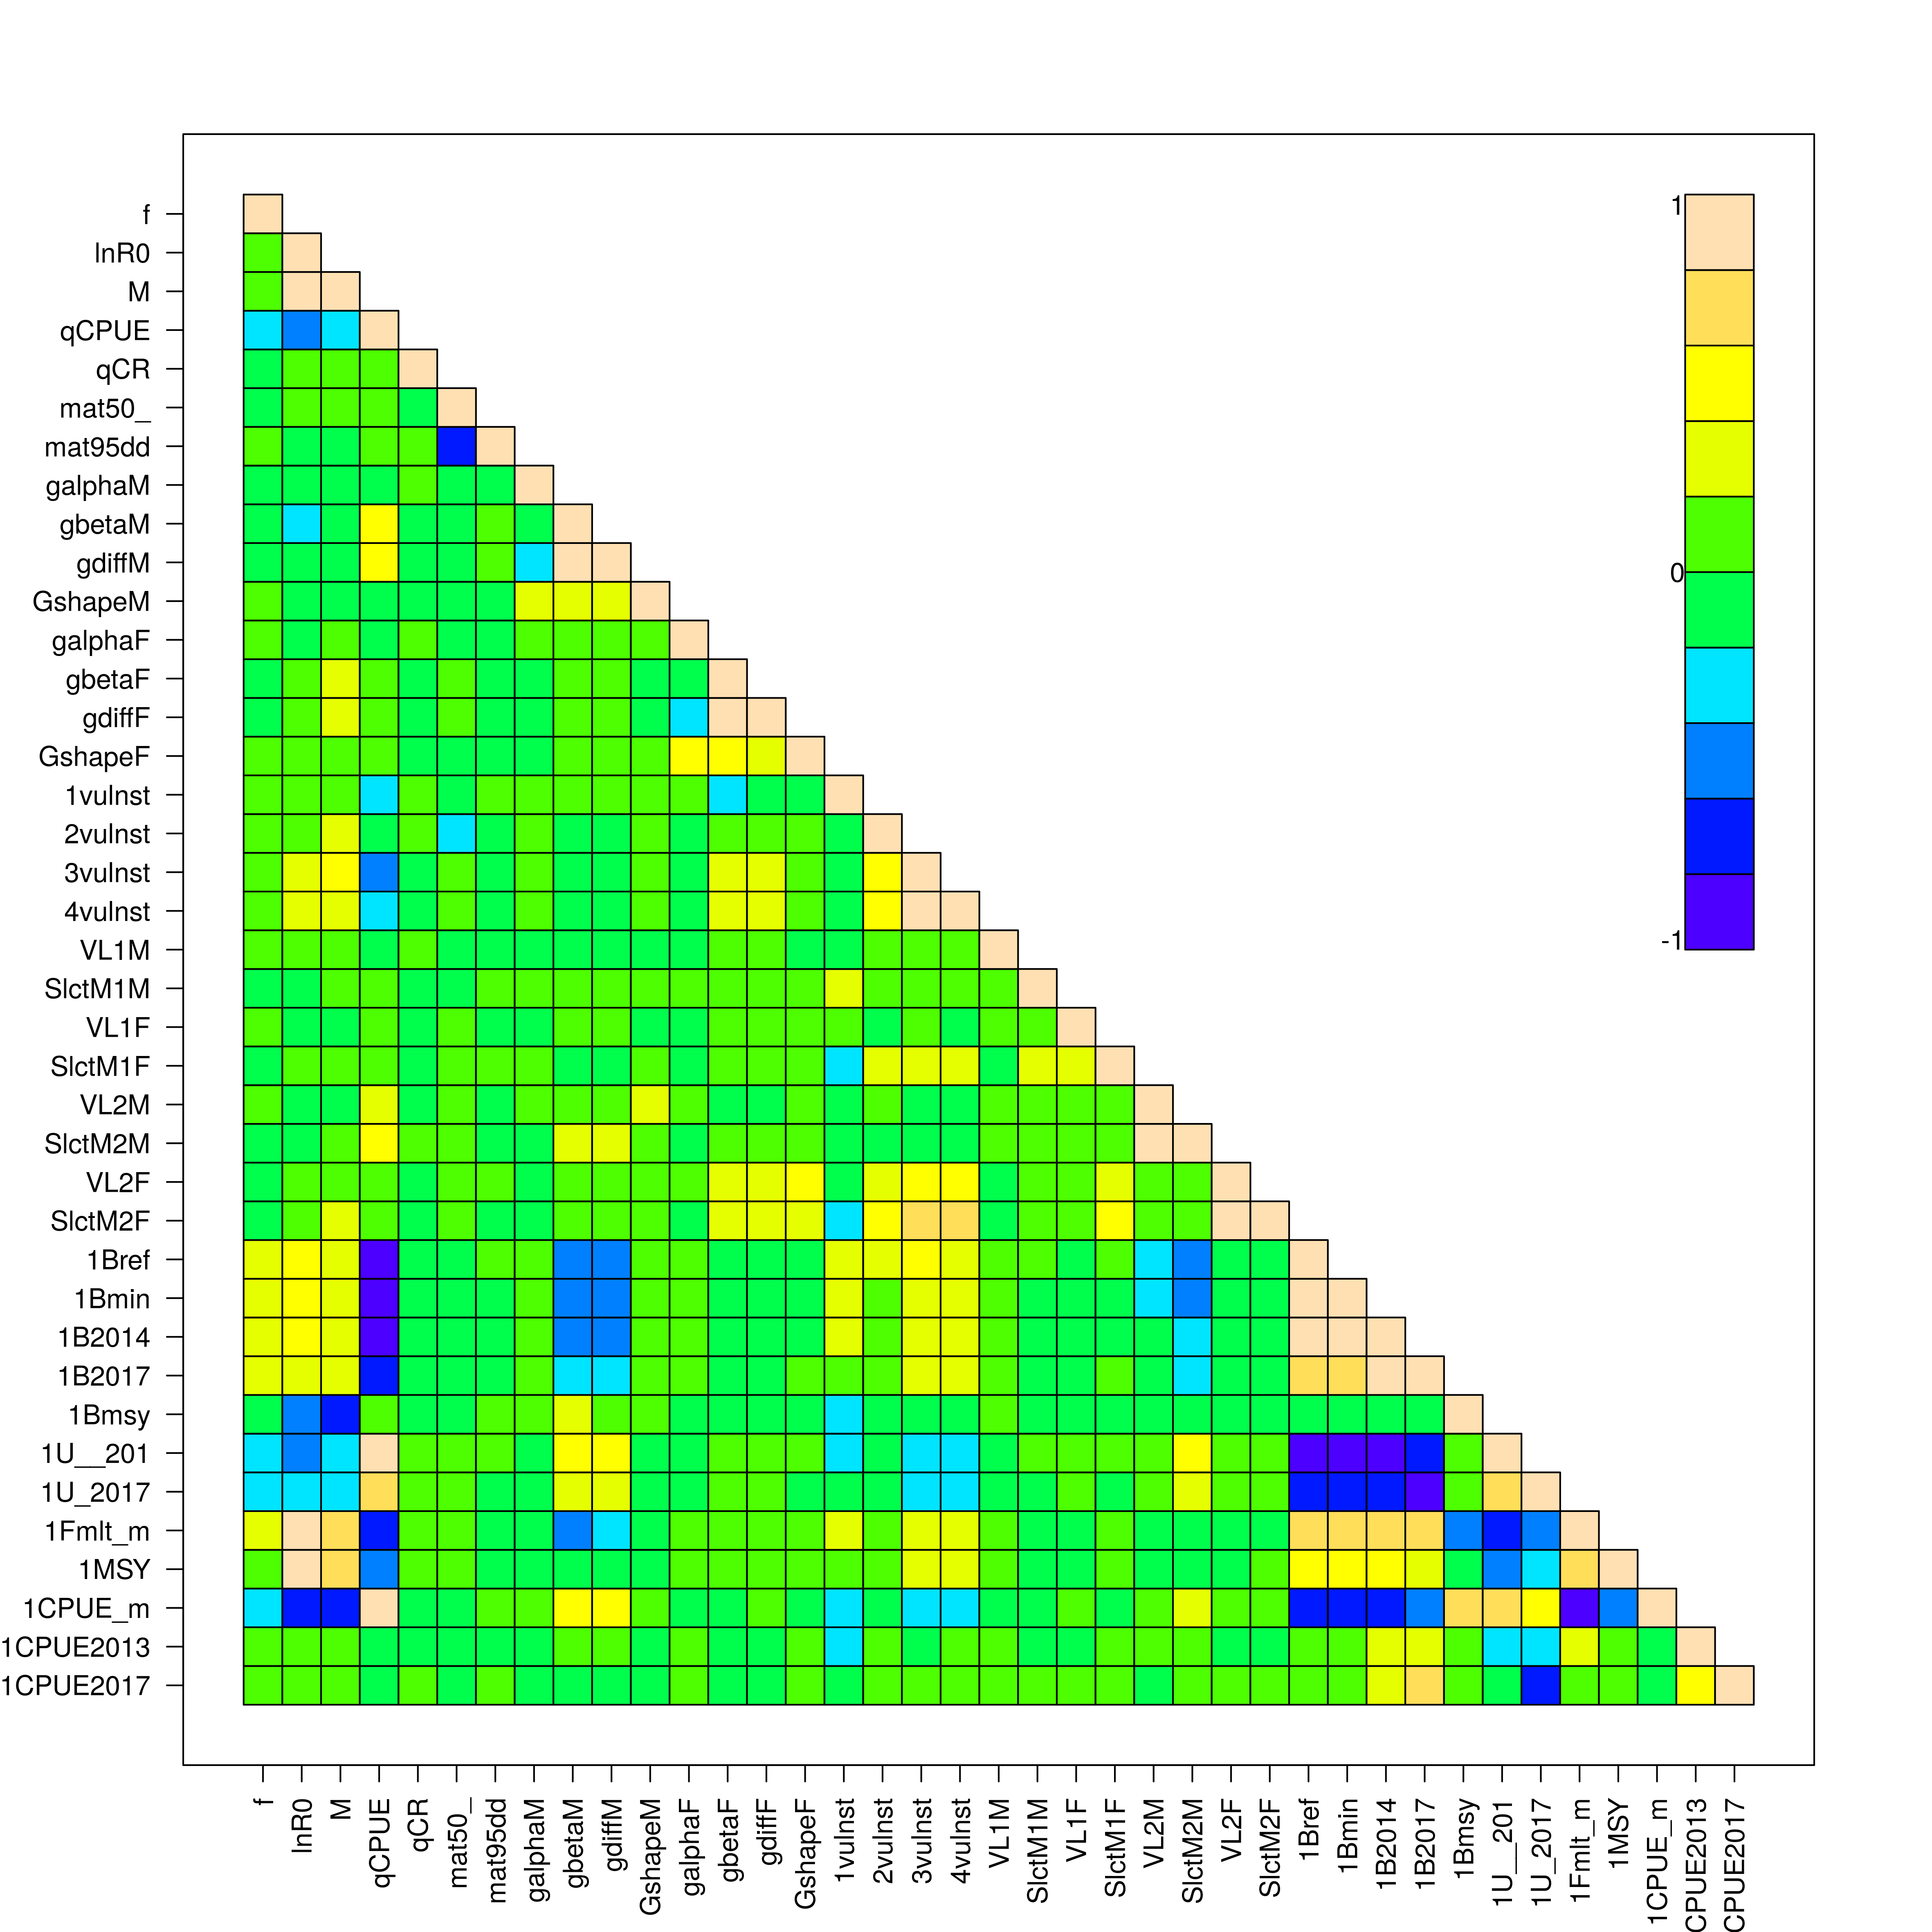 f
lnR0
M
qCPUE
qCR
mat50_
mat95dd
galphaM
gbetaM
gdiffM
GshapeM
galphaF
gbetaF
gdiffF
GshapeF
1vulnst
2vulnst
3vulnst
4vulnst
VL1M
SlctM1M
VL1F
SlctM1F
VL2M
SlctM2M
VL2F
SlctM2F
1Bref
1Bmin
1B2014
1B2017
1Bmsy
1U__201
1U_2017
1Fmlt_m
1MSY
1CPUE_m
1CPUE2013
1CPUE2017
1
0
-1
f
lnR0
M
qCPUE
qCR
mat50_
mat95dd
galphaM
gbetaM
gdiffM
GshapeM
galphaF
gbetaF
gdiffF
GshapeF
1vulnst
2vulnst
3vulnst
4vulnst
VL1M
SlctM1M
VL1F
SlctM1F
VL2M
SlctM2M
VL2F
SlctM2F
1Bref
1Bmin
1B2014
1B2017
1Bmsy
1U__201
1U_2017
1Fmlt_m
1MSY
1CPUE_m
CPUE2013
CPUE2017